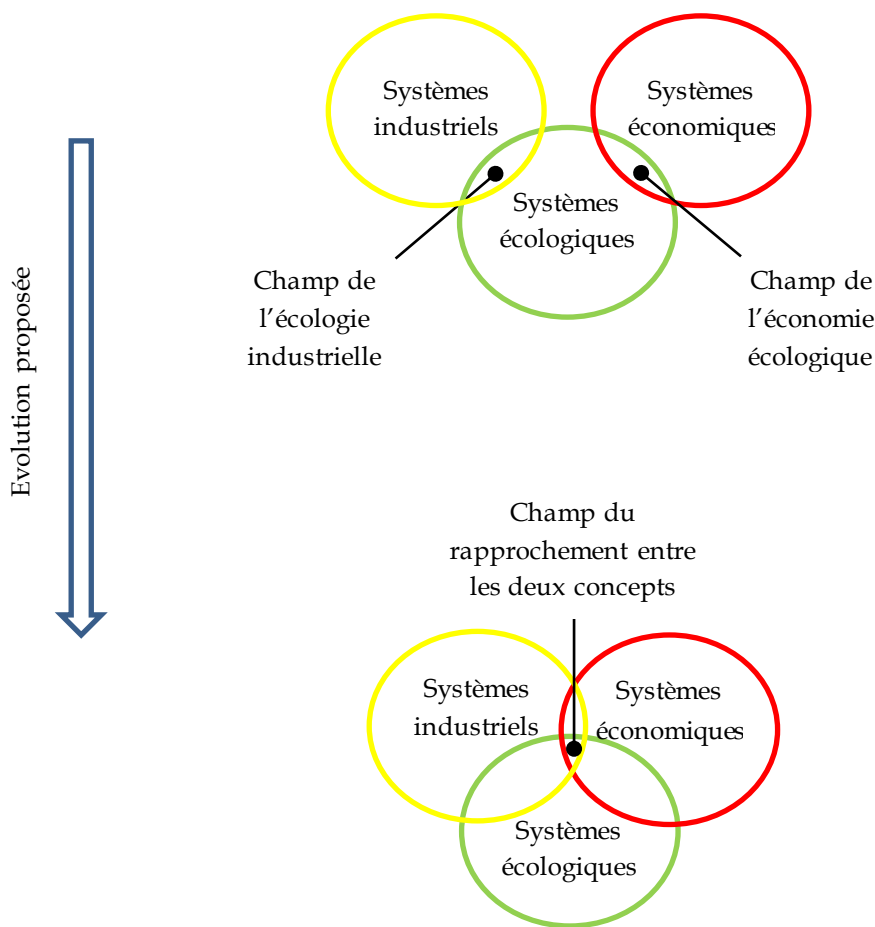 Systèmes
industriels
Systèmes
économiques
Systèmes
écologiques
Champ de
l'écologie
industrielle
Champ de
l'économie
écologique
Evolution proposée
Champ du
rapprochement entre
les deux concepts
Systèmes
industriels
Systèmes
économiques
Systèmes
écologiques